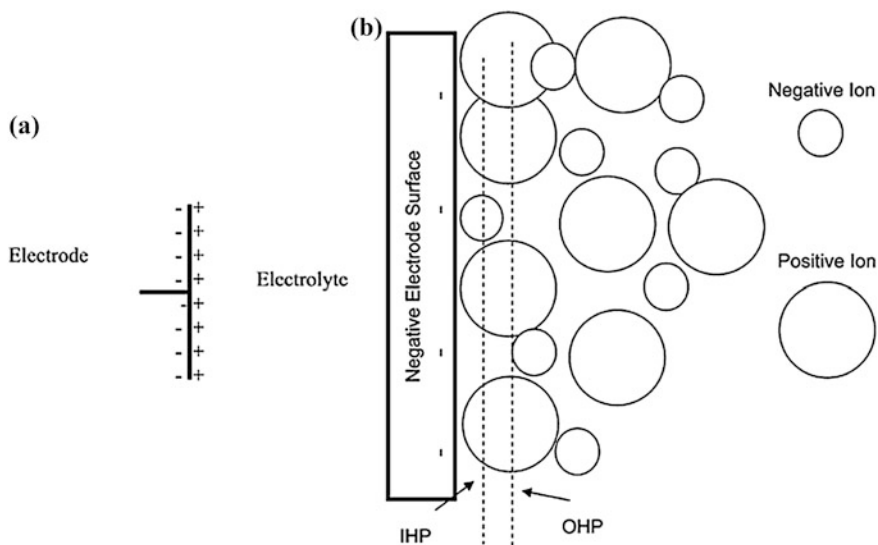 (a)
Electrode
- +
- +
- +
- +
- +
- +
- +
- +
Electrolyte
(b)
Negative Electrode Surface
-
-
-
-
IHP
OHP
Negative Ion
Positive Ion